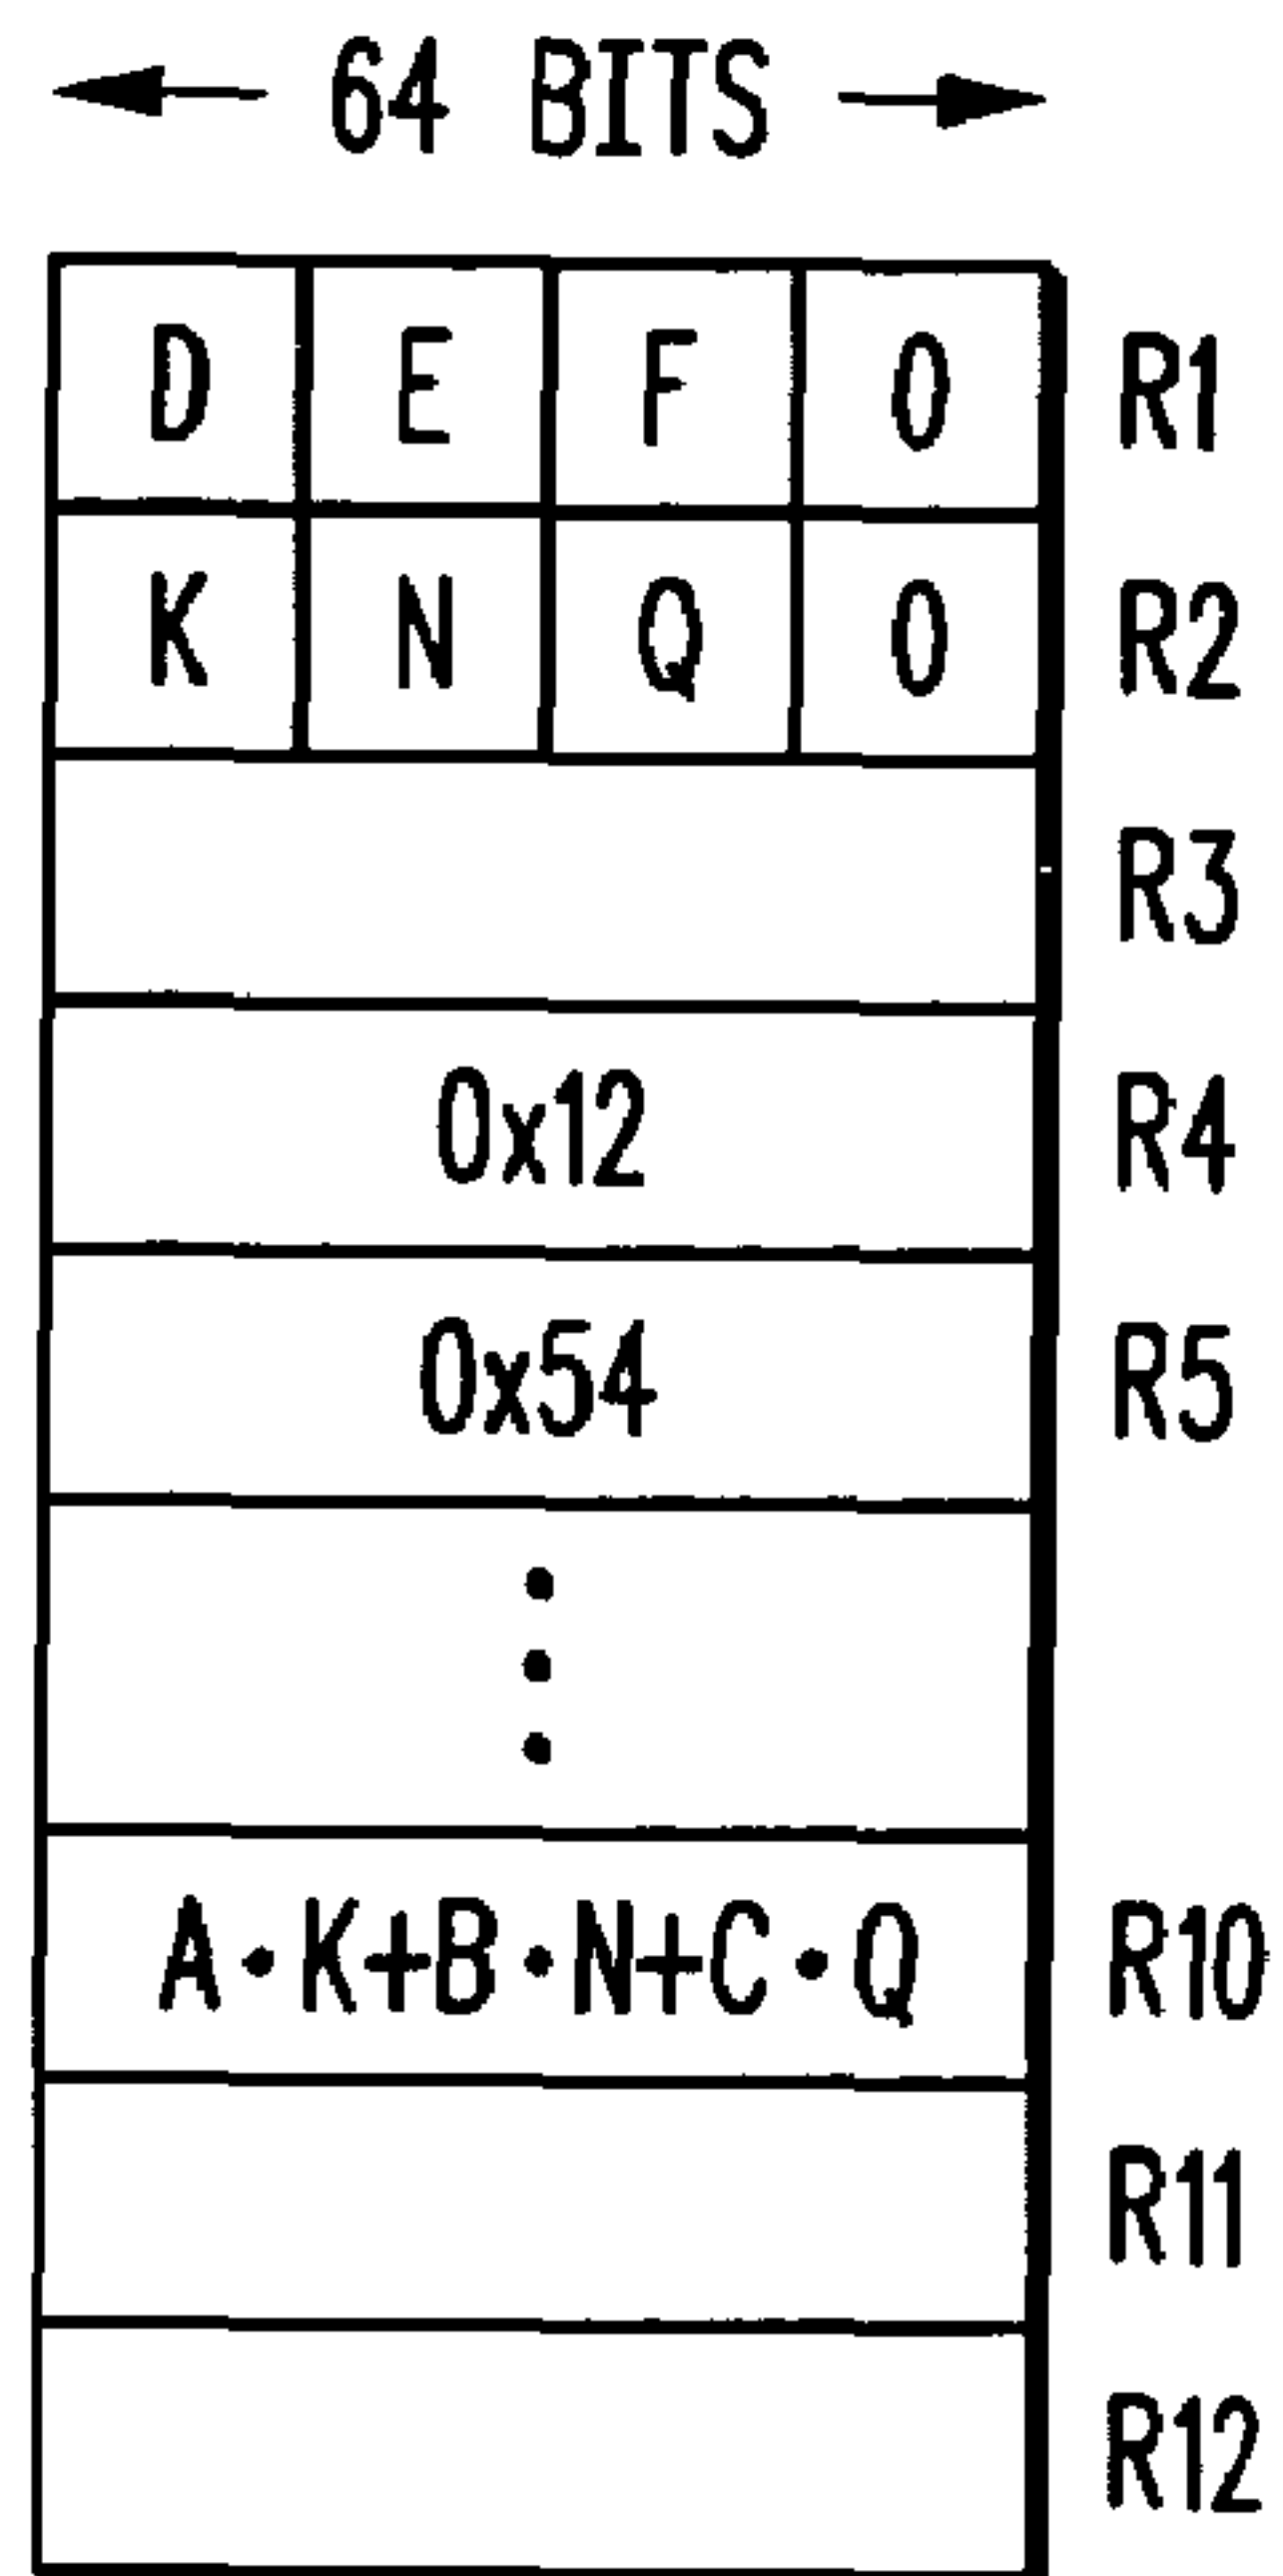 64 BITS
D E F 0 R1
K N Q 0 R2
R3
0x12 R4
0x54 R5
A·K+B·N+C·Q R10
R11
R12